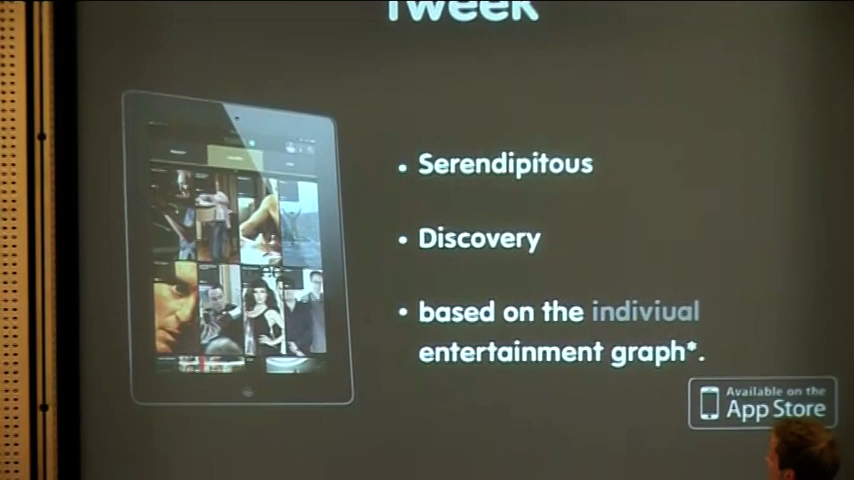 Tweek
• Serendipitous
• Discovery
• based on the indiviual
entertainment graph*.
Available on the
App Store